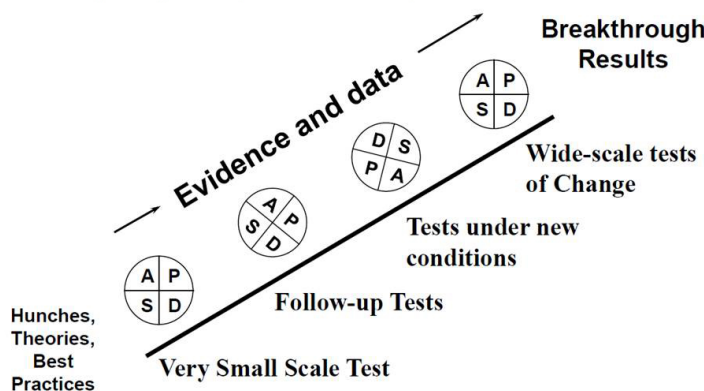 Breakthrough
Results
Evidence and data
A P
S D
Wide-scale tests
of Change
D S
P A
Tests under new
conditions
A P
S D
Follow-up Tests
A P
S D
Very Small Scale Test
Hunches,
Theories,
Best
Practices